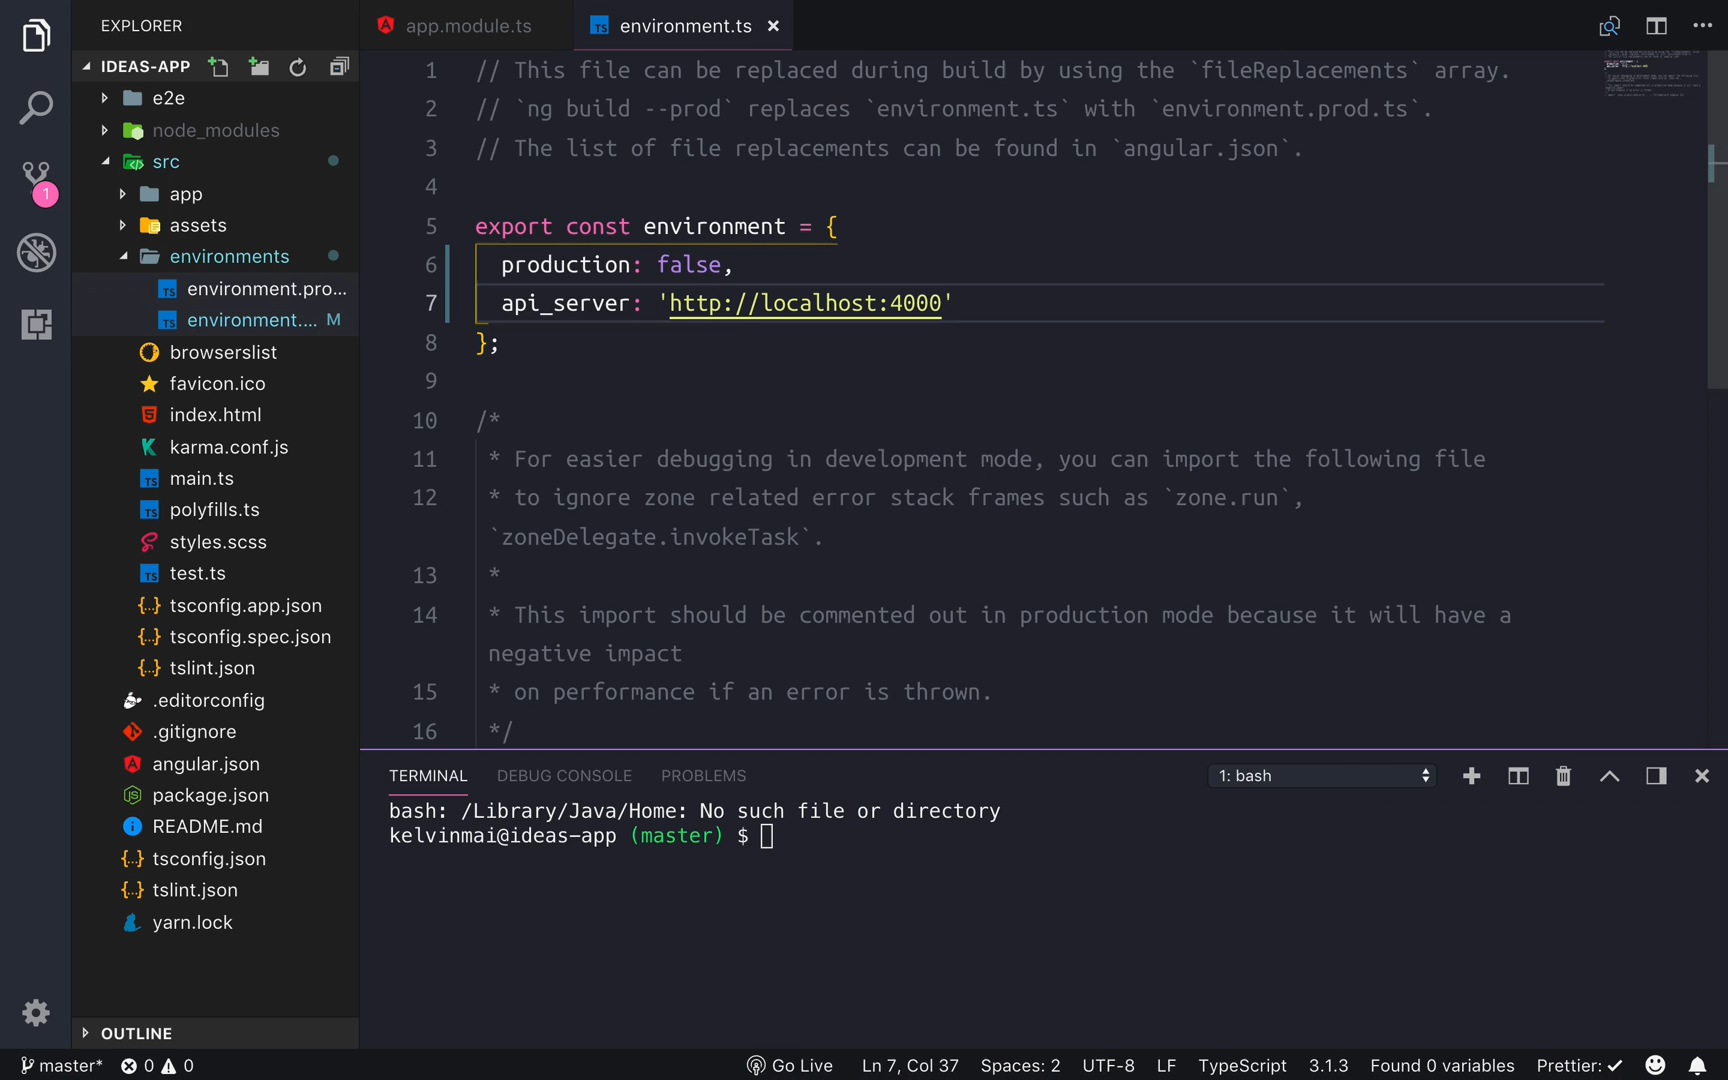 EXPLORER
IDEAS-APP
e2e
node_modules
src
1
app
assets
environments
environment.pro...
environment.... M
browserslist
favicon.ico
index.html
karma.conf.js
main.ts
polyfills.ts
styles.scss
test.ts
tsconfig.app.json
tsconfig.spec.json
tslint.json
.editorconfig
.gitignore
angular.json
package.json
README.md
tsconfig.json
tslint.json
yarn.lock
OUTLINE
app.module.ts
TS environment.ts
1 // This file can be replaced during build by using the `fileReplacements` array.
2 // `ng build --prod` replaces `environment.ts` with `environment.prod.ts`.
3 // The list of file replacements can be found in `angular.json`.
4
5 export const environment = {
6 production: false,
7 api_server: 'http://localhost:4000'
8 };
9
10 /*
11 * For easier debugging in development mode, you can import the following file
12 * to ignore zone related error stack frames such as `zone.run`,
`zoneDelegate.invokeTask`.
13 *
14 * This import should be commented out in production mode because it will have a
negative impact
15 * on performance if an error is thrown.
16 */
TERMINAL DEBUG CONSOLE PROBLEMS 1: bash
bash: /Library/Java/Home: No such file or directory
kelvinmai@ideas-app (master) $
master* 0 0 Go Live Ln 7, Col 37 Spaces: 2 UTF-8 LF TypeScript 3.1.3 Found 0 variables Prettier: ✓